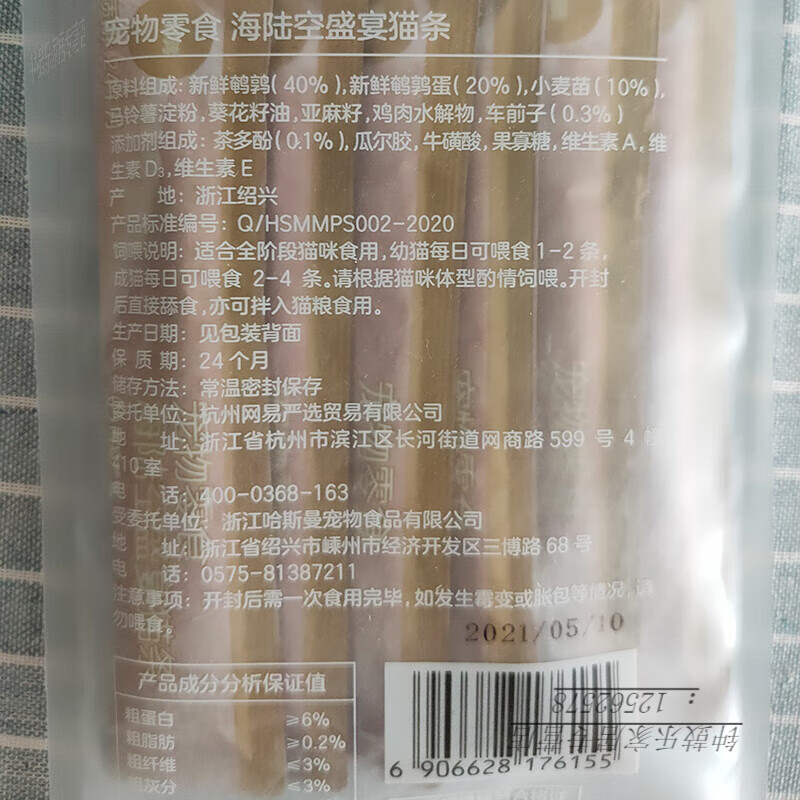 宠物零食 海陆空盛宴猫条
原料组成: 新鲜鹌鹑(40%),新鲜鹌鹑蛋(20%),小麦苗(10%),
马铃薯淀粉,葵花籽油,亚麻籽,鸡肉水解物,车前子(0.3%)
添加剂组成: 茶多酚(0.1%),瓜尔胶,牛磺酸,果寡糖,维生素A,维
生素D3,维生素E
产 地: 浙江绍兴
产品标准编号: Q/HSMMPS002-2020
饲喂说明: 适合全阶段猫咪食用,幼猫每日可喂食1-2条,
成猫每日可喂食 2-4 条。请根据猫咪体型酌情饲喂。开封
后直接舔食,亦可拌入猫粮食用。
生产日期: 见包装背面
保 质 期: 24个月
储存方法: 常温密封保存
委托单位: 杭州网易严选贸易有限公司
地 址: 浙江省杭州市滨江区长河街道网商路 599 号 4 幢
410室
电 话: 400-0368-163
受委托单位: 浙江哈斯曼宠物食品有限公司
地 址: 浙江省绍兴市嵊州市经济开发区三博路68号
电 话: 0575-81387211
注意事项: 开封后需一次食用完毕,如发生霉变或胀包等情况,请
勿喂食。
2021/05/10
产品成分分析保证值
粗蛋白 ≥6%
粗脂肪 ≥0.2%
粗纤维 ≤3%
粗灰分 ≤3%
6 906628 176155
钟鼓乐家居专营店
: 12562578